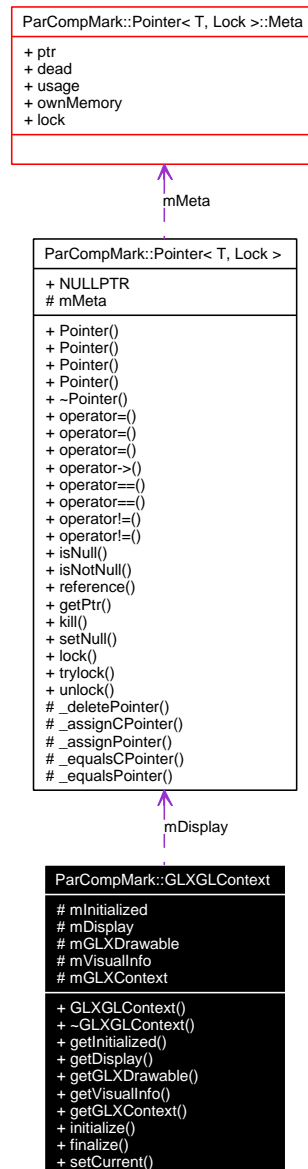 ParCompMark::Pointer< T, Lock >::Meta
+ ptr
+ dead
+ usage
+ ownMemory
+ lock
mMeta
ParCompMark::Pointer< T, Lock >
+ NULLPTR
# mMeta
+ Pointer()
+ Pointer()
+ Pointer()
+ Pointer()
+ ~Pointer()
+ operator=()
+ operator=()
+ operator=()
+ operator->()
+ operator==()
+ operator==()
+ operator!=()
+ operator!=()
+ isNull()
+ isNotNull()
+ reference()
+ getPtr()
+ kill()
+ setNull()
+ lock()
+ trylock()
+ unlock()
# _deletePointer()
# _assignCPointer()
# _assignPointer()
# _equalsCPointer()
# _equalsPointer()
mDisplay
ParCompMark::GLXGLContext
# mInitialized
# mDisplay
# mGLXDrawable
# mVisualInfo
# mGLXContext
+ GLXGLContext()
+ ~GLXGLContext()
+ getInitialized()
+ getDisplay()
+ getGLXDrawable()
+ getVisualInfo()
+ getGLXContext()
+ initialize()
+ finalize()
+ setCurrent()